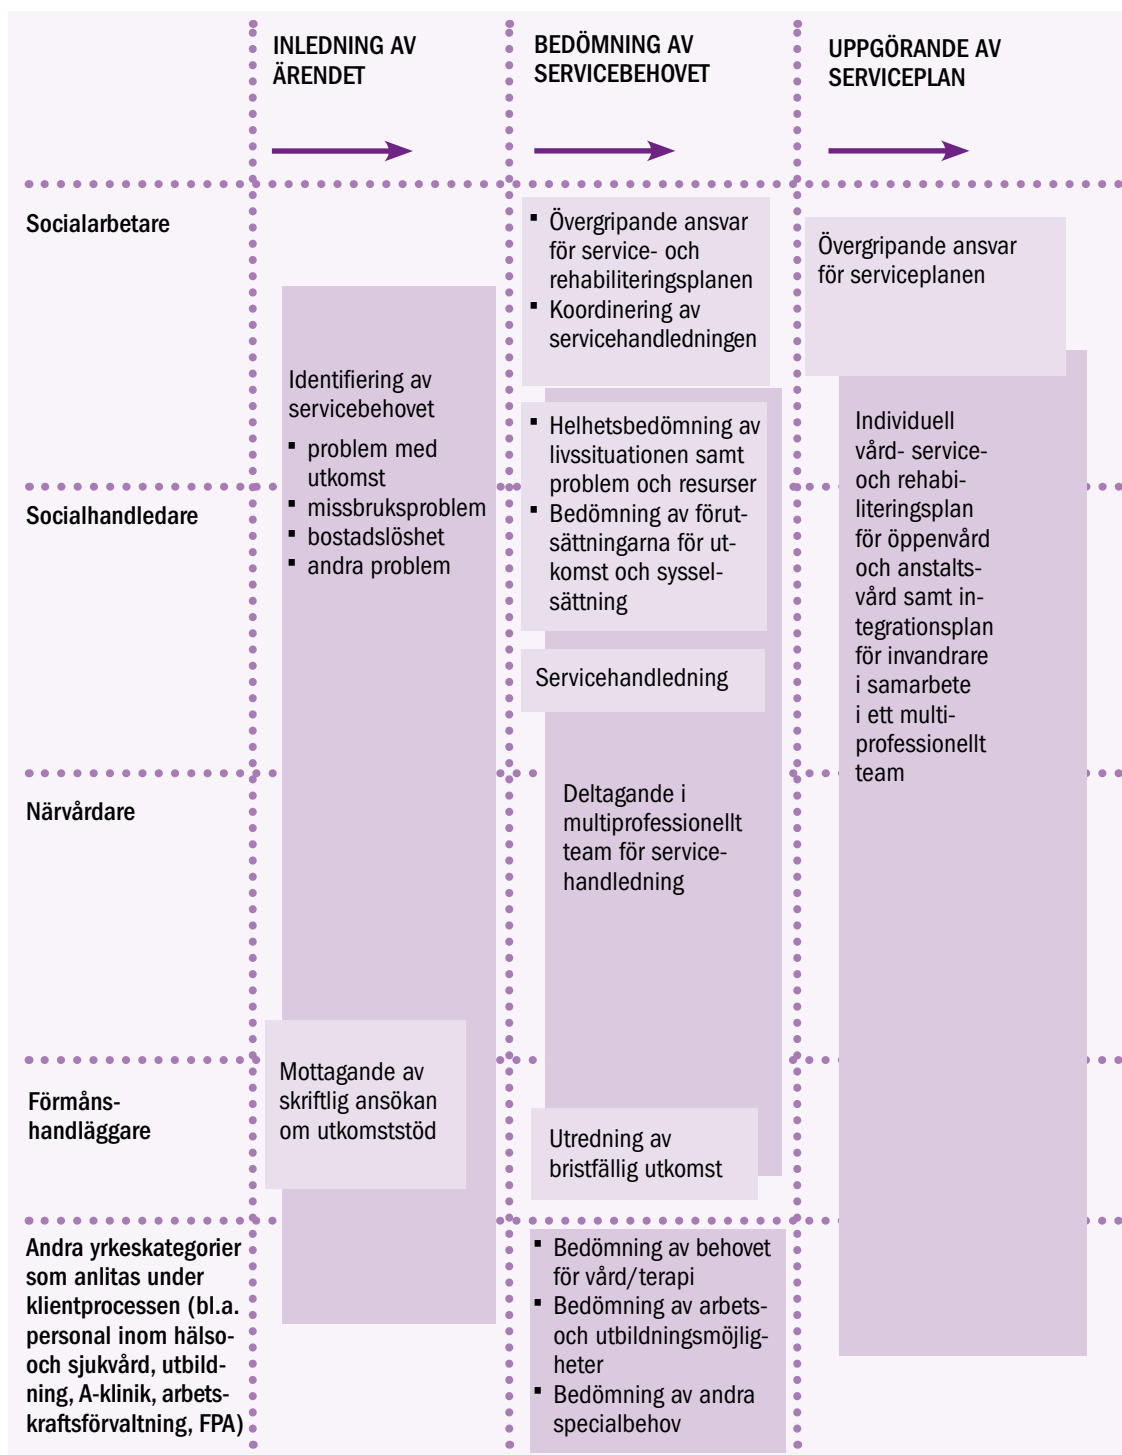 INLEDNING AV
ÄRENDET
BEDÖMNING AV
SERVICEBEHOVET
UPPGÖRANDE AV
SERVICEPLAN
Socialarbetare
▪ Övergripande ansvar
för service- och
rehabiliteringsplanen
▪ Koordinering av
servicehandledningen
Övergripande ansvar
för serviceplanen
Identifiering av
servicebehovet
▪ problem med
utkomst
▪ missbruksproblem
▪ bostadslöshet
▪ andra problem
▪ Helhetsbedömning av
livssituationen samt
problem och resurser
▪ Bedömning av förut-
sättningarna för ut-
komst och syssel-
sättning
Individuell
vård- service-
och rehabi-
literingsplan
för öppenvård
och anstalts-
vård samt in-
tegrationsplan
för invandrare
i samarbete
i ett multi-
professionellt
team
Socialhandledare
Servicehandledning
Närvårdare
Deltagande i
multiprofessionellt
team för service-
handledning
Förmåns-
handläggare
Mottagande av
skriftlig ansökan
om utkomststöd
Utredning av
bristfällig utkomst
Andra yrkeskategorier
som anlitas under
klientprocessen (bl.a.
personal inom hälso-
och sjukvård, utbild-
ning, A-klinik, arbets-
kraftsförvaltning, FPA)
▪ Bedömning av behovet
för vård/terapi
▪ Bedömning av arbets-
och utbildningsmöjlig-
heter
▪ Bedömning av andra
specialbehov